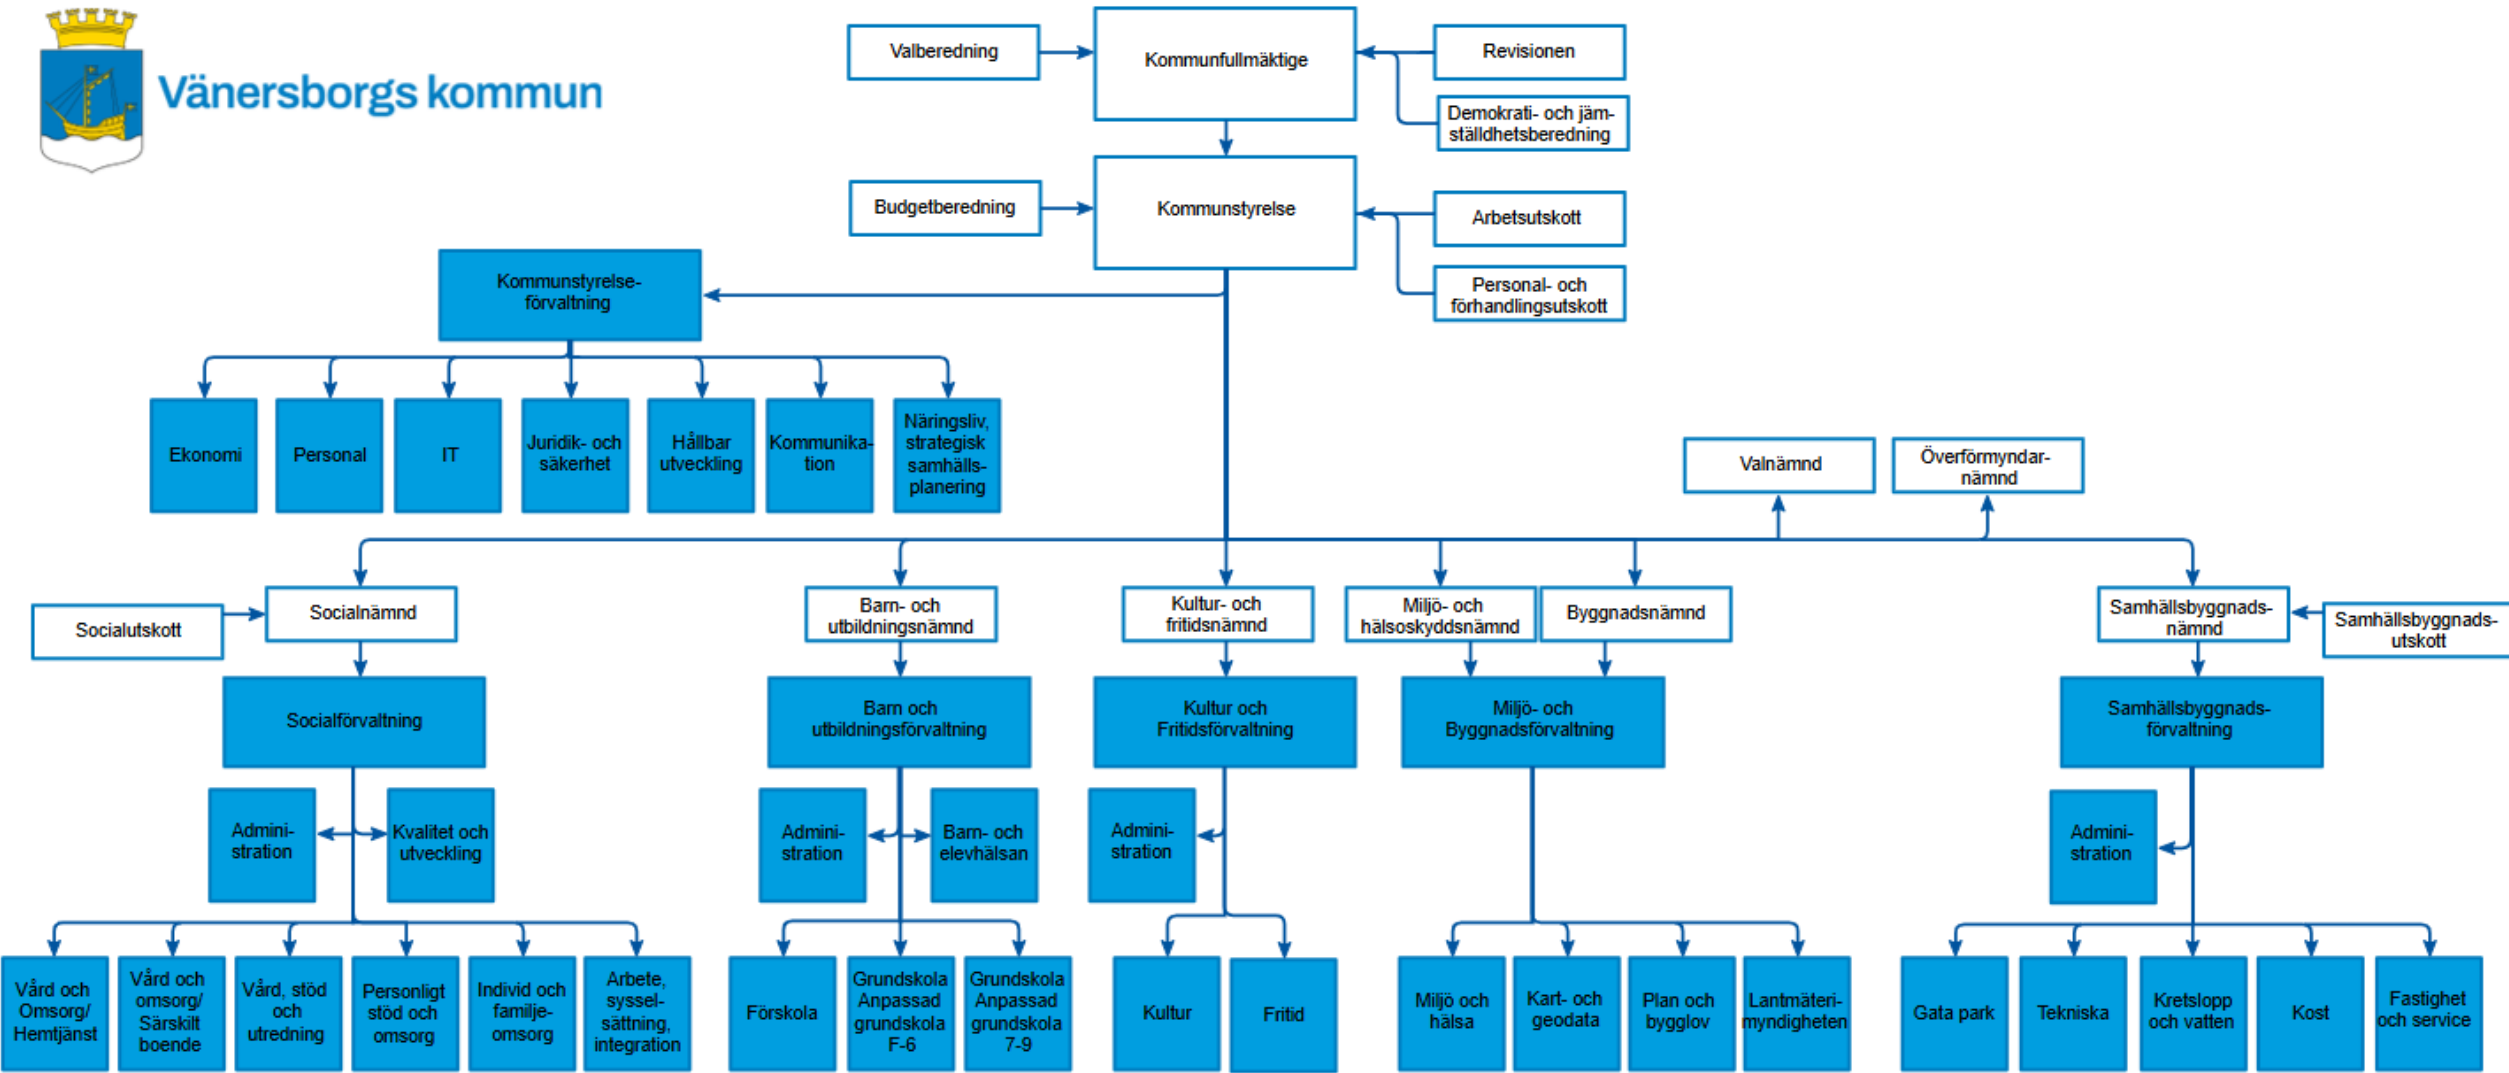 Vänersborgs kommun
Valberedning
Kommunfullmäktige
Revisionen
Demokrati- och jäm-
ställdhetsberedning
Budgetberedning
Kommunstyrelse
Arbetsutskott
Personal- och
förhandlingsutskott
Kommunstyrelse-
förvaltning
Ekonomi
Personal
IT
Juridik- och
säkerhet
Hållbar
utveckling
Kommunika-
tion
Näringsliv,
strategisk
samhälls-
planering
Valnämnd
Överförmyndar-
nämnd
Socialutskott
Socialnämnd
Barn- och
utbildningsnämnd
Kultur- och
fritidsnämnd
Miljö- och
hälsoskyddsnämnd
Byggnadsnämnd
Samhällsbyggnads-
nämnd
Samhällsbyggnads-
utskott
Socialförvaltning
Barn och
utbildningsförvaltning
Kultur och
Fritidsförvaltning
Miljö- och
Byggnadsförvaltning
Samhällsbyggnads-
förvaltning
Admini-
stration
Kvalitet och
utveckling
Admini-
stration
Barn- och
elevhälsan
Admini-
stration
Admini-
stration
Vård och
Omsorg/
Hemtjänst
Vård och
omsorg/
Särskilt
boende
Vård, stöd
och
utredning
Personligt
stöd och
omsorg
Individ och
familje-
omsorg
Arbete,
syssel-
sättning,
integration
Förskola
Grundskola
Anpassad
grundskola
F-6
Grundskola
Anpassad
grundskola
7-9
Kultur
Fritid
Miljö och
hälsa
Kart- och
geodata
Plan och
bygglov
Lantmäteri-
myndigheten
Gata park
Tekniska
Kretslopp
och vatten
Kost
Fastighet
och service